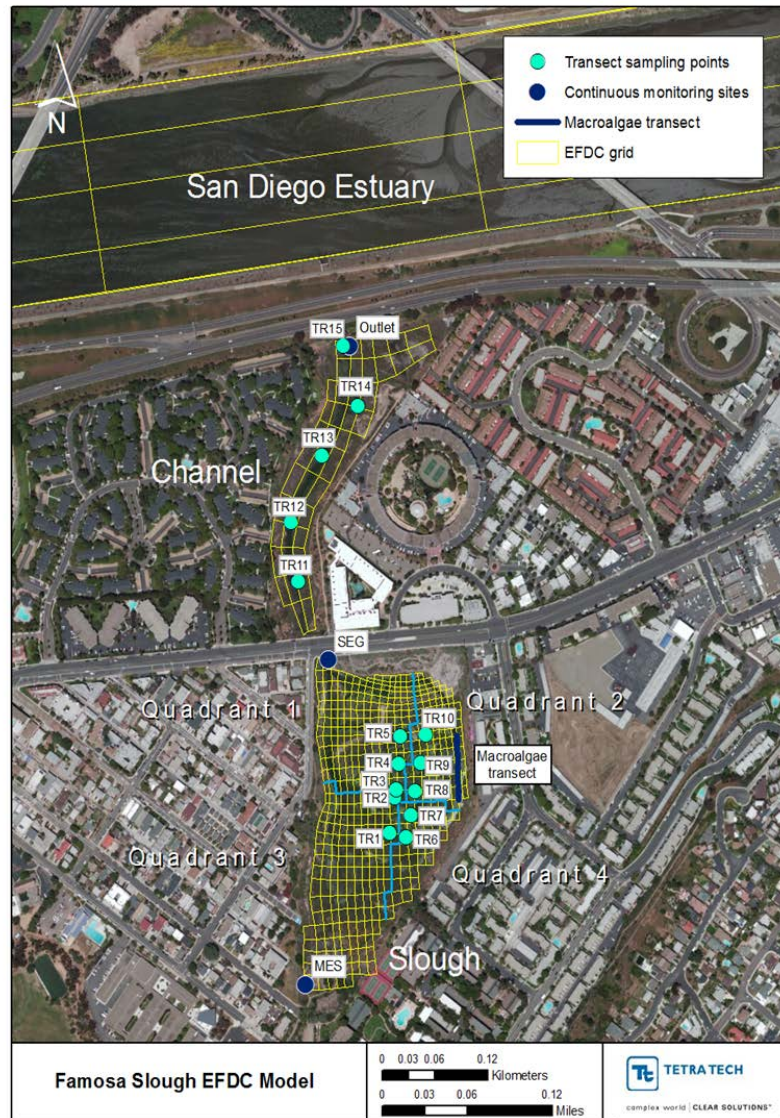 Transect sampling points
Continuous monitoring sites
Macroalgae transect
EFDC grid
N
San Diego Estuary
TR15
Outlet
TR14
TR13
Channel
TR12
TR11
SEG
Quadrant 1
Quadrant 2
TR5
TR10
TR4
TR9
Macroalgae
transect
TR3
TR8
TR2
TR7
TR1
TR6
Quadrant 3
Quadrant 4
MES
Slough
Famosa Slough EFDC Model
0 0.03 0.06 0.12
Kilometers
0 0.03 0.06 0.12
Miles
Tt
TETRA TECH
complex world | CLEAR SOLUTIONS™